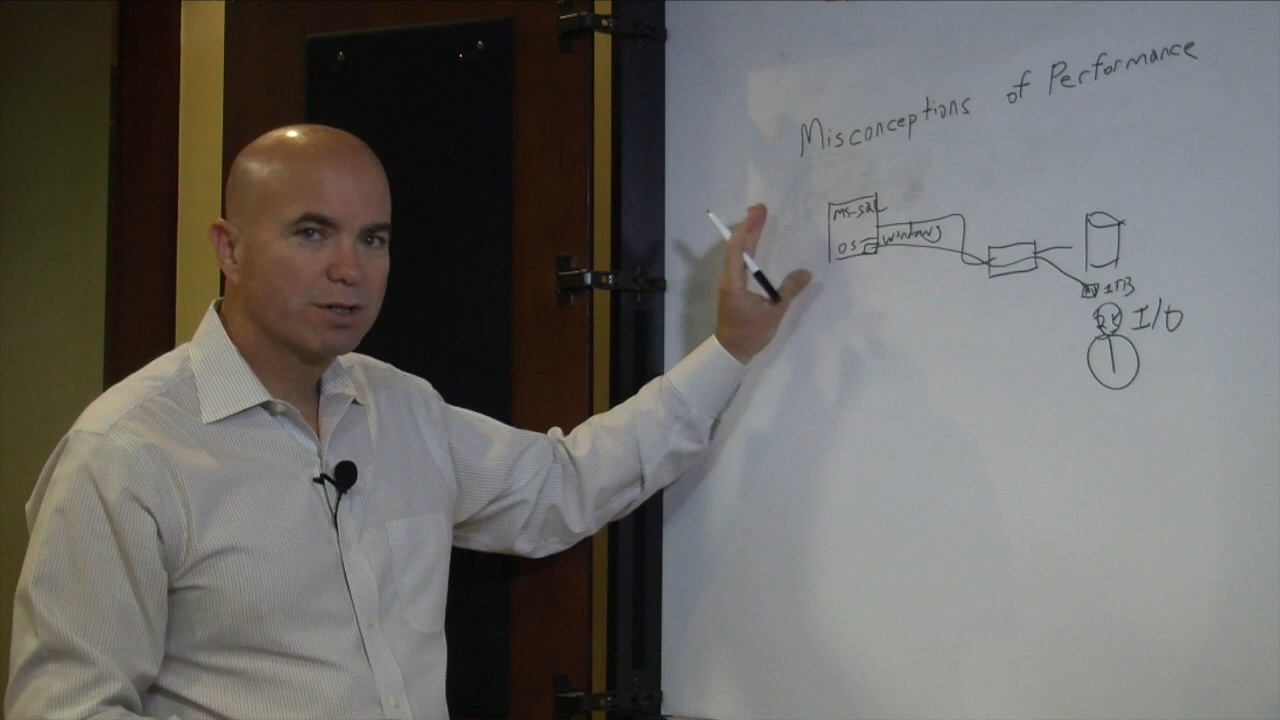 Misconceptions of Performance
MS-SQL
OS
Windows
1TB
I/O